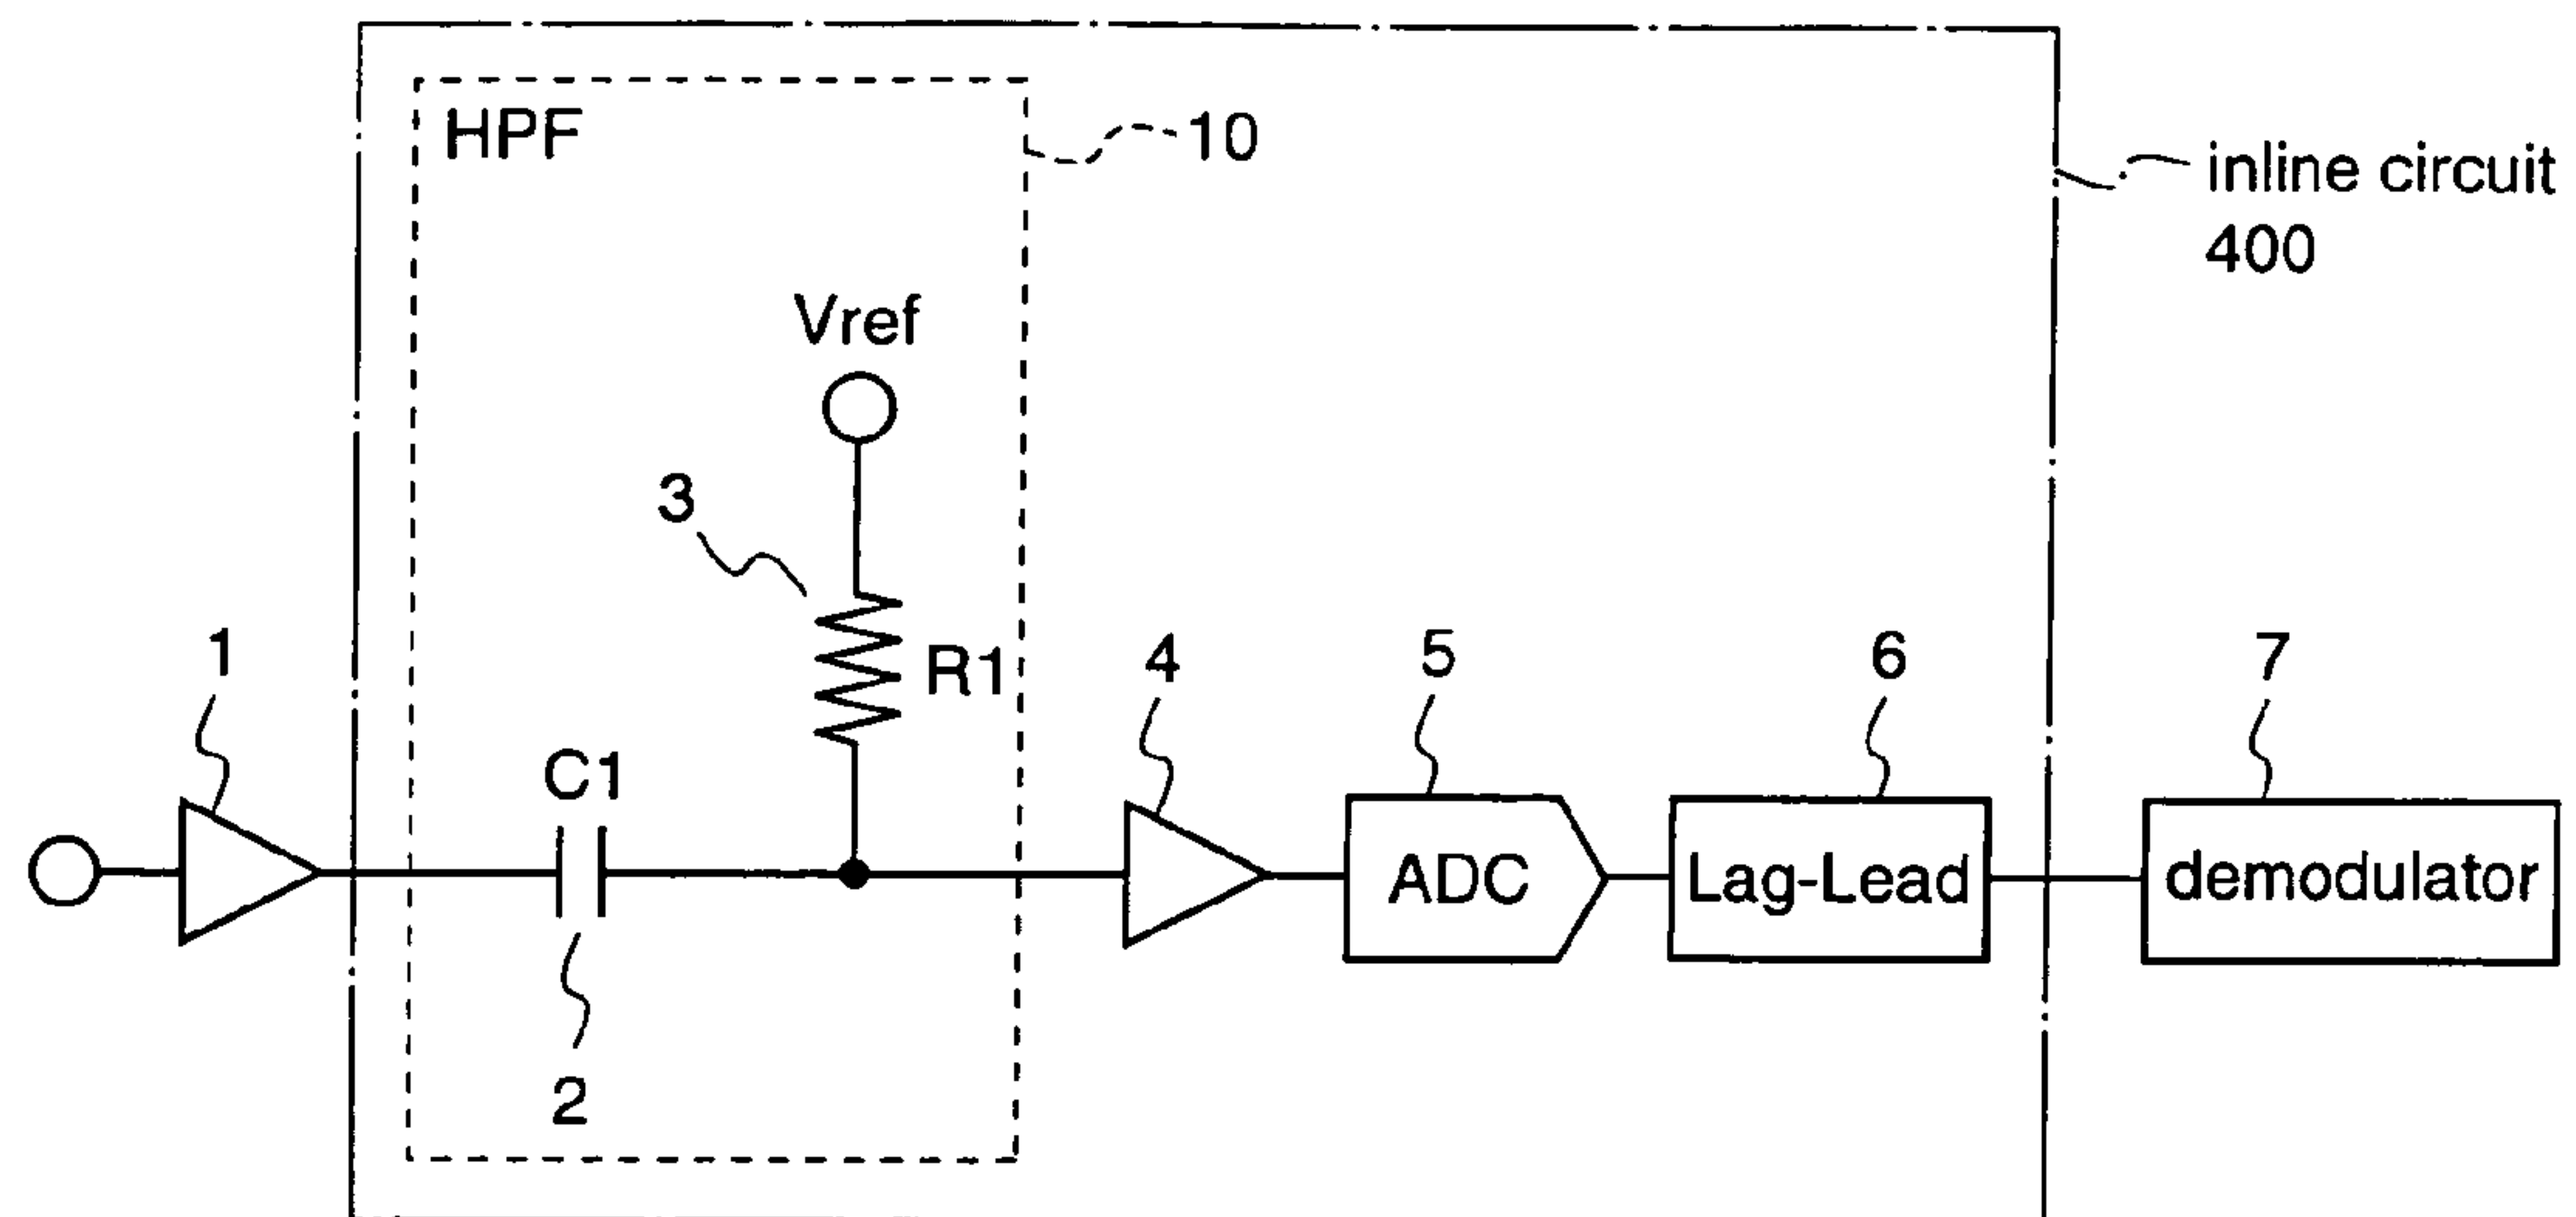 HPF
10
inline circuit
400
Vref
3
R1
1
4
5
6
7
C1
ADC
Lag-Lead
demodulator
2